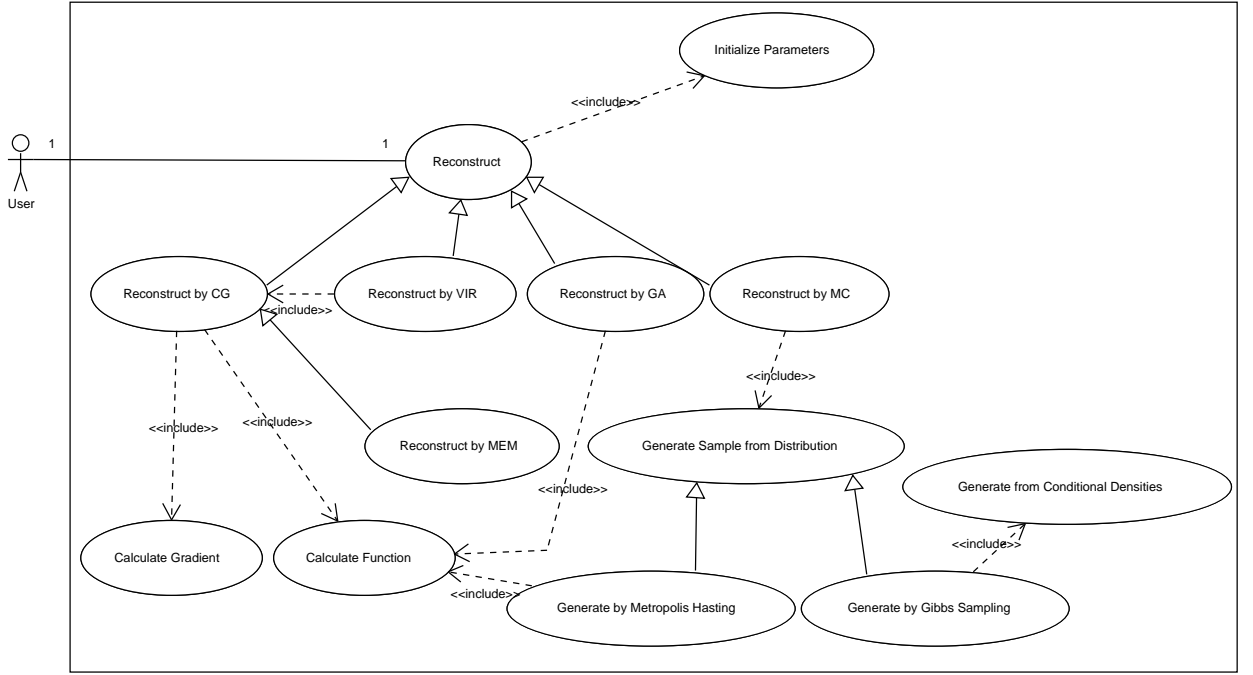 Initialize Parameters
<<include>>
1
1
Reconstruct
User
Reconstruct by CG
Reconstruct by VIR
Reconstruct by GA
Reconstruct by MC
<<include>>
<<include>>
<<include>>
<<include>>
Reconstruct by MEM
Generate Sample from Distribution
<<include>>
Generate from Conditional Densities
<<include>>
Calculate Gradient
Calculate Function
<<include>>
Generate by Metropolis Hasting
Generate by Gibbs Sampling